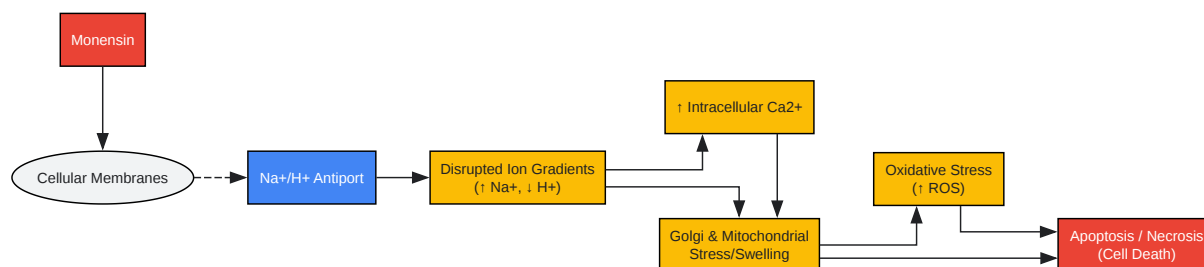 Monensin
Cellular Membranes
Na+/H+ Antiport
Disrupted Ion Gradients
(↑ Na+, ↓ H+)
↑ Intracellular Ca2+
Golgi & Mitochondrial
Stress/Swelling
Oxidative Stress
(↑ ROS)
Apoptosis / Necrosis
(Cell Death)